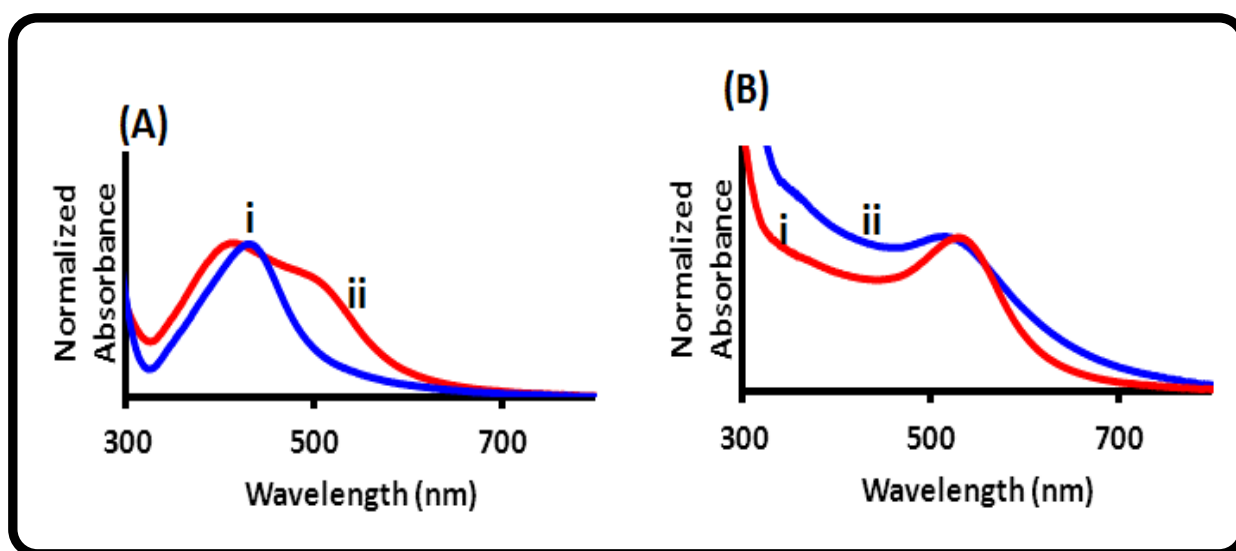 (A)
Normalized
Absorbance
i
ii
300
500
700
Wavelength (nm)
(B)
Normalized
Absorbance
i
ii
300
500
700
Wavelength (nm)